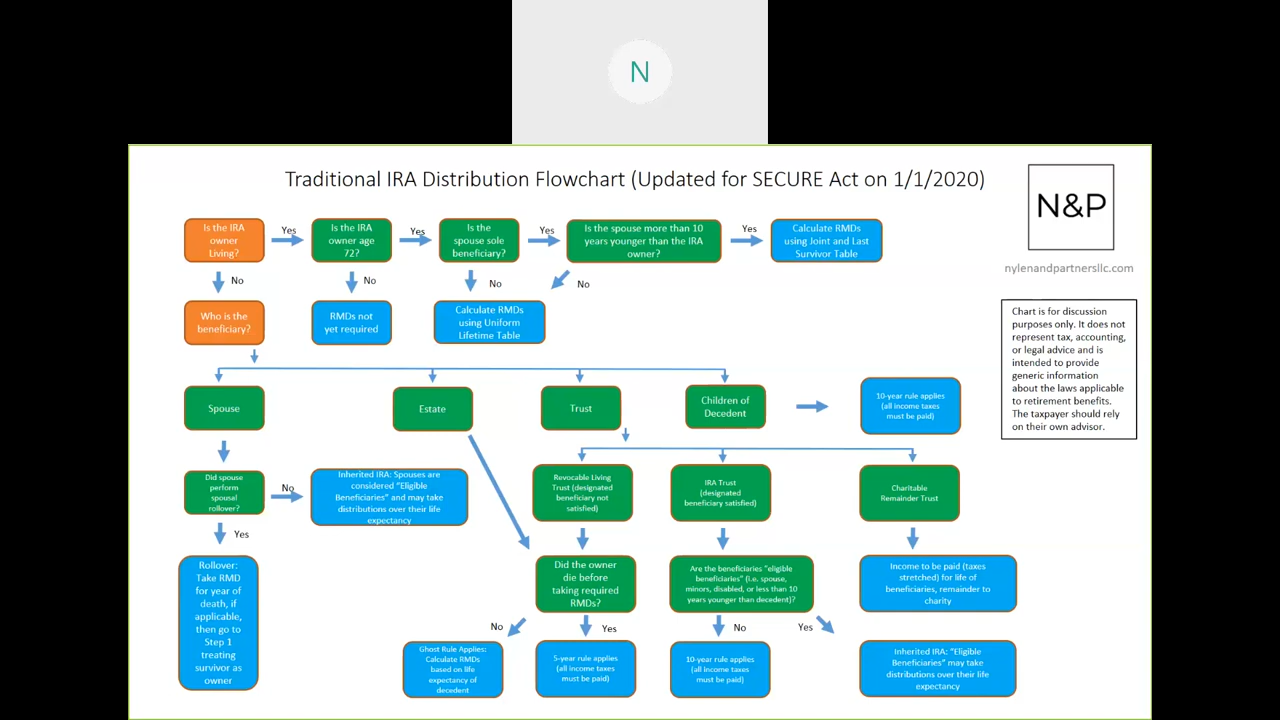 N
Traditional IRA Distribution Flowchart (Updated for SECURE Act on 1/1/2020)
N&P
nylenandpartnersllc.com
Is the IRA
owner
Living?
Yes
Is the IRA
owner age
72?
Yes
Is the
spouse sole
beneficiary?
Yes
Is the spouse more than 10
years younger than the IRA
owner?
Yes
Calculate RMDs
using Joint and Last
Survivor Table
No
No
No
No
Who is the
beneficiary?
RMDs not
yet required
Calculate RMDs
using Uniform
Lifetime Table
Chart is for discussion
purposes only. It does not
represent tax, accounting,
or legal advice and is
intended to provide
generic information
about the laws applicable
to retirement benefits.
The taxpayer should rely
on their own advisor.
Spouse
Estate
Trust
Children of
Decedent
10-year rule applies
(all income taxes
must be paid)
Did spouse
perform
spousal
rollover?
No
Inherited IRA: Spouses are
considered “Eligible
Beneficiaries” and may take
distributions over their life
expectancy
Revocable Living
Trust (designated
beneficiary not
satisfied)
IRA Trust
(designated
beneficiary satisfied)
Charitable
Remainder Trust
Yes
Rollover:
Take RMD
for year of
death, if
applicable,
then go to
Step 1
treating
survivor as
owner
Did the owner
die before
taking required
RMDs?
Are the beneficiaries “eligible
beneficiaries” (i.e. spouse,
minors, disabled, or less than 10
years younger than decedent)?
Income to be paid (taxes
stretched) for life of
beneficiaries, remainder to
charity
No
Yes
No
Yes
Ghost Rule Applies:
Calculate RMDs
based on life
expectancy of
decedent
5-year rule applies
(all income taxes
must be paid)
10-year rule applies
(all income taxes
must be paid)
Inherited IRA: “Eligible
Beneficiaries” may take
distributions over their life
expectancy